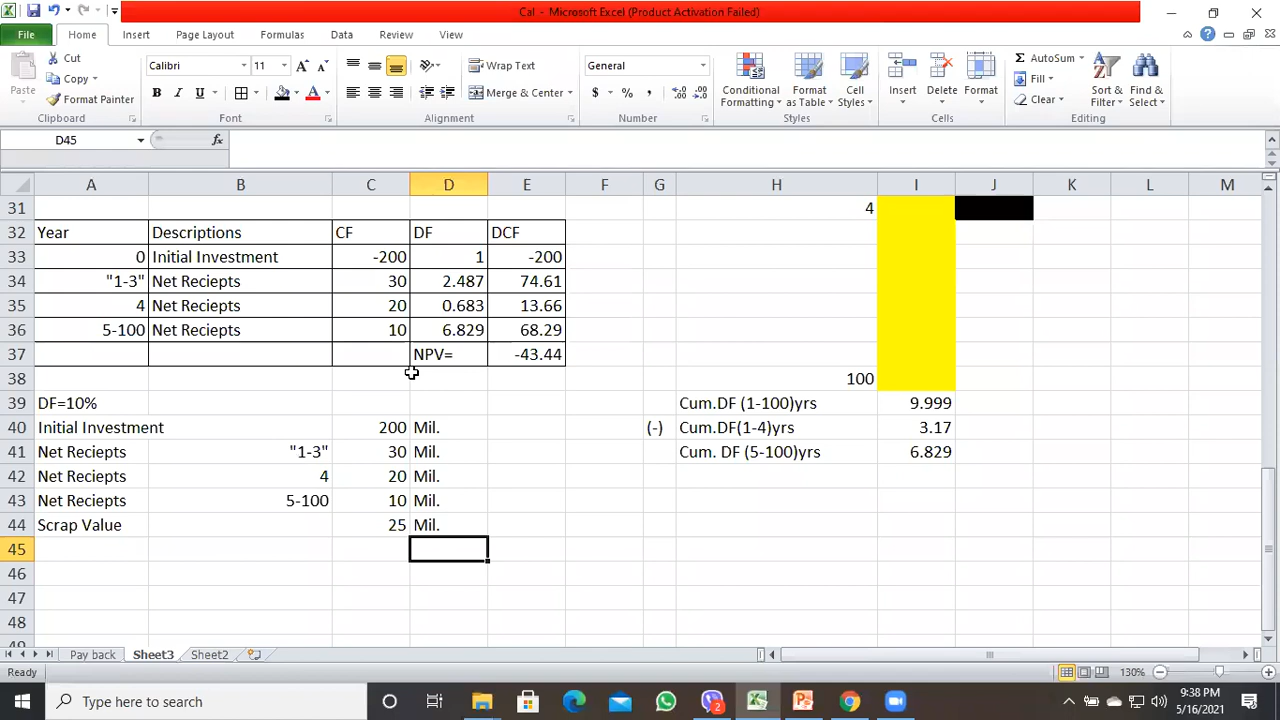 Cal - Microsoft Excel (Product Activation Failed)
File Home Insert Page Layout Formulas Data Review View
Cut
Copy
Format Painter
Paste
Clipboard
Calibri 11
A A
B I U A
Font
Wrap Text
Merge & Center
Alignment
General
$ % , .0 .00 .00 .0
Number
Conditional Formatting
Format as Table
Cell Styles
Styles
Insert Delete Format
Cells
AutoSum
Fill
Clear
Sort & Filter
Find & Select
Editing
D45 fx
A B C D E F G H I J K L M
31 4
32 Year Descriptions CF DF DCF
33 0 Initial Investment -200 1 -200
34 "1-3" Net Reciepts 30 2.487 74.61
35 4 Net Reciepts 20 0.683 13.66
36 5-100 Net Reciepts 10 6.829 68.29
37 NPV= -43.44
38 100
39 DF=10% Cum.DF (1-100)yrs 9.999
40 Initial Investment 200 Mil. (-) Cum.DF(1-4)yrs 3.17
41 Net Reciepts "1-3" 30 Mil. Cum. DF (5-100)yrs 6.829
42 Net Reciepts 4 20 Mil.
43 Net Reciepts 5-100 10 Mil.
44 Scrap Value 25 Mil.
45
46
47
48
49
Pay back Sheet3 Sheet2
Ready 130%
Type here to search
2
9:38 PM
5/16/2021